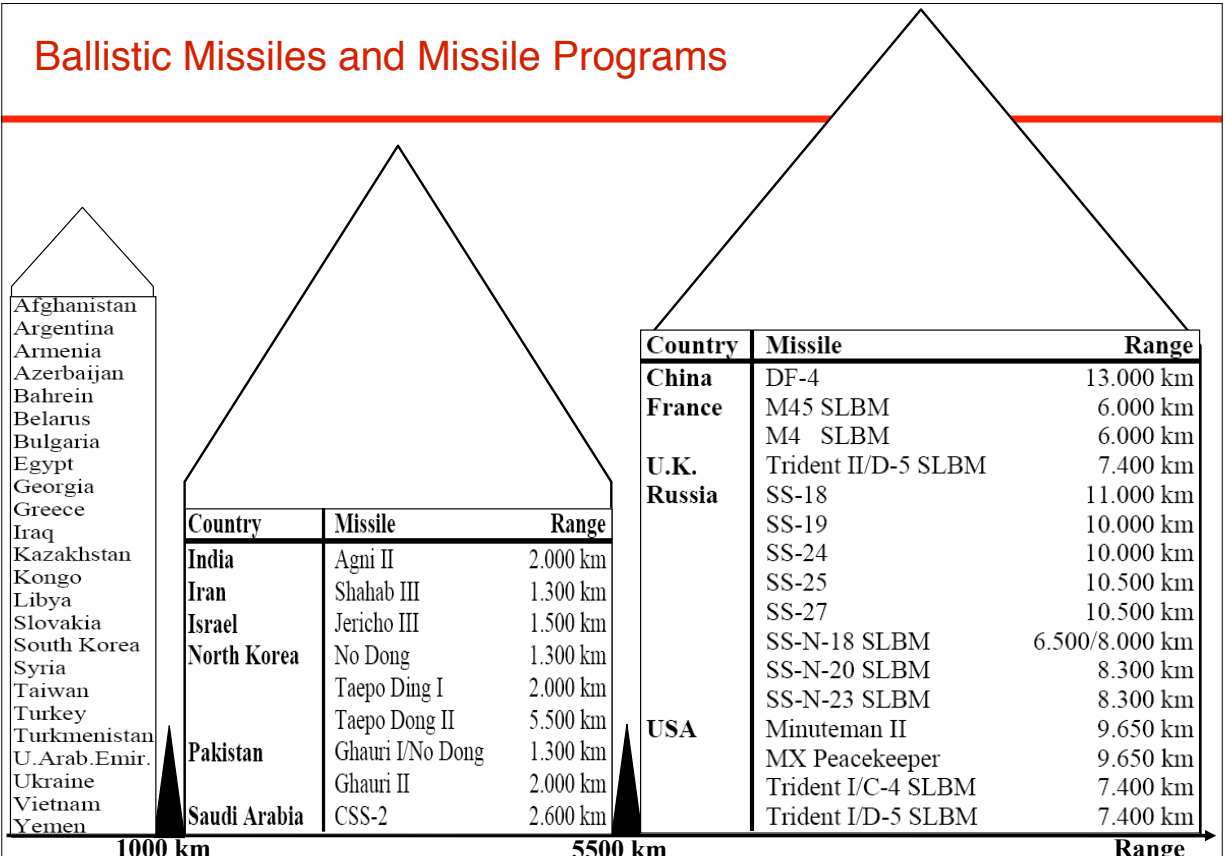 Ballistic Missiles and Missile Programs
Afghanistan
Argentina
Armenia
Azerbaijan
Bahrein
Belarus
Bulgaria
Egypt
Georgia
Greece
Iraq
Kazakhstan
Kongo
Libya
Slovakia
South Korea
Syria
Taiwan
Turkey
Turkmenistan
U.Arab.Emir.
Ukraine
Vietnam
Yemen
Country Missile Range
India Agni II 2.000 km
Iran Shahab III 1.300 km
Israel Jericho III 1.500 km
North Korea No Dong 1.300 km
Taepo Ding I 2.000 km
Taepo Dong II 5.500 km
Pakistan Ghauri I/No Dong 1.300 km
Ghauri II 2.000 km
Saudi Arabia CSS-2 2.600 km
Country Missile Range
China DF-4 13.000 km
France M45 SLBM 6.000 km
M4 SLBM 6.000 km
U.K. Trident II/D-5 SLBM 7.400 km
Russia SS-18 11.000 km
SS-19 10.000 km
SS-24 10.000 km
SS-25 10.500 km
SS-27 10.500 km
SS-N-18 SLBM 6.500/8.000 km
SS-N-20 SLBM 8.300 km
SS-N-23 SLBM 8.300 km
USA Minuteman II 9.650 km
MX Peacekeeper 9.650 km
Trident I/C-4 SLBM 7.400 km
Trident I/D-5 SLBM 7.400 km
1000 km 5500 km Range